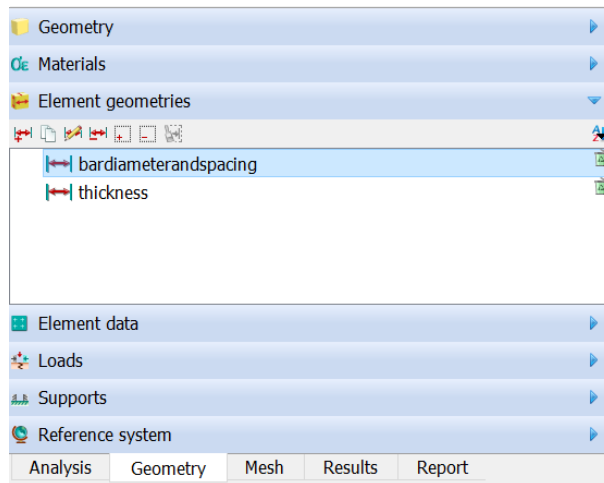 Geometry
Materials
Element geometries
bardiameterandspacing
thickness
Element data
Loads
Supports
Reference system
Analysis Geometry Mesh Results Report